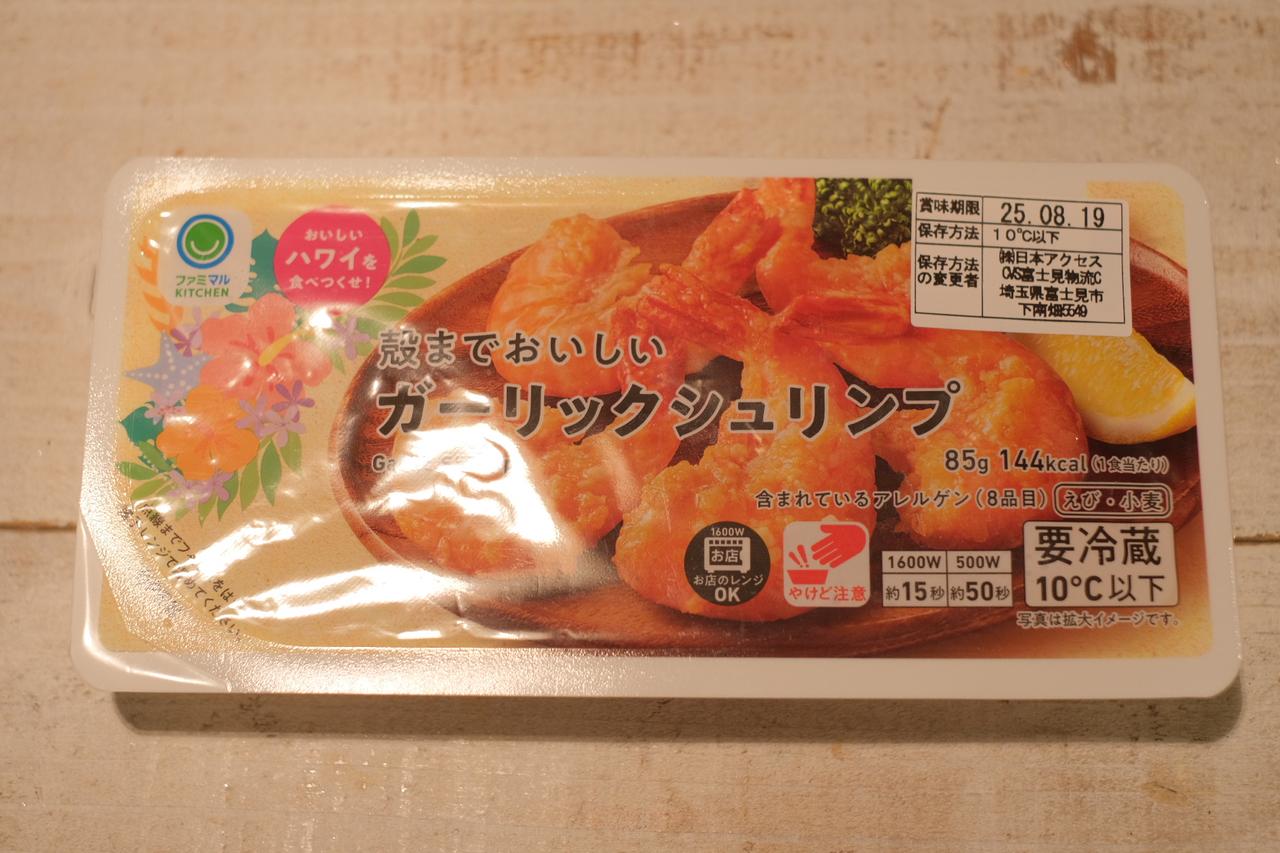 ファミマル
KITCHEN
おいしい
ハワイを
食べつくせ!
賞味期限 25.08.19
保存方法 10℃以下
保存方法の変更者
㈱日本アクセス
CVS富士見物流C
埼玉県富士見市
下南畑5549
殻までおいしい
ガーリックシュリンプ
85g 144kcal(1食当たり)
含まれているアレルゲン(8品目) えび・小麦
1600W
お店
お店のレンジ
OK
やけど注意
1600W 500W
約15秒 約50秒
要冷蔵
10℃以下
写真は拡大イメージです。